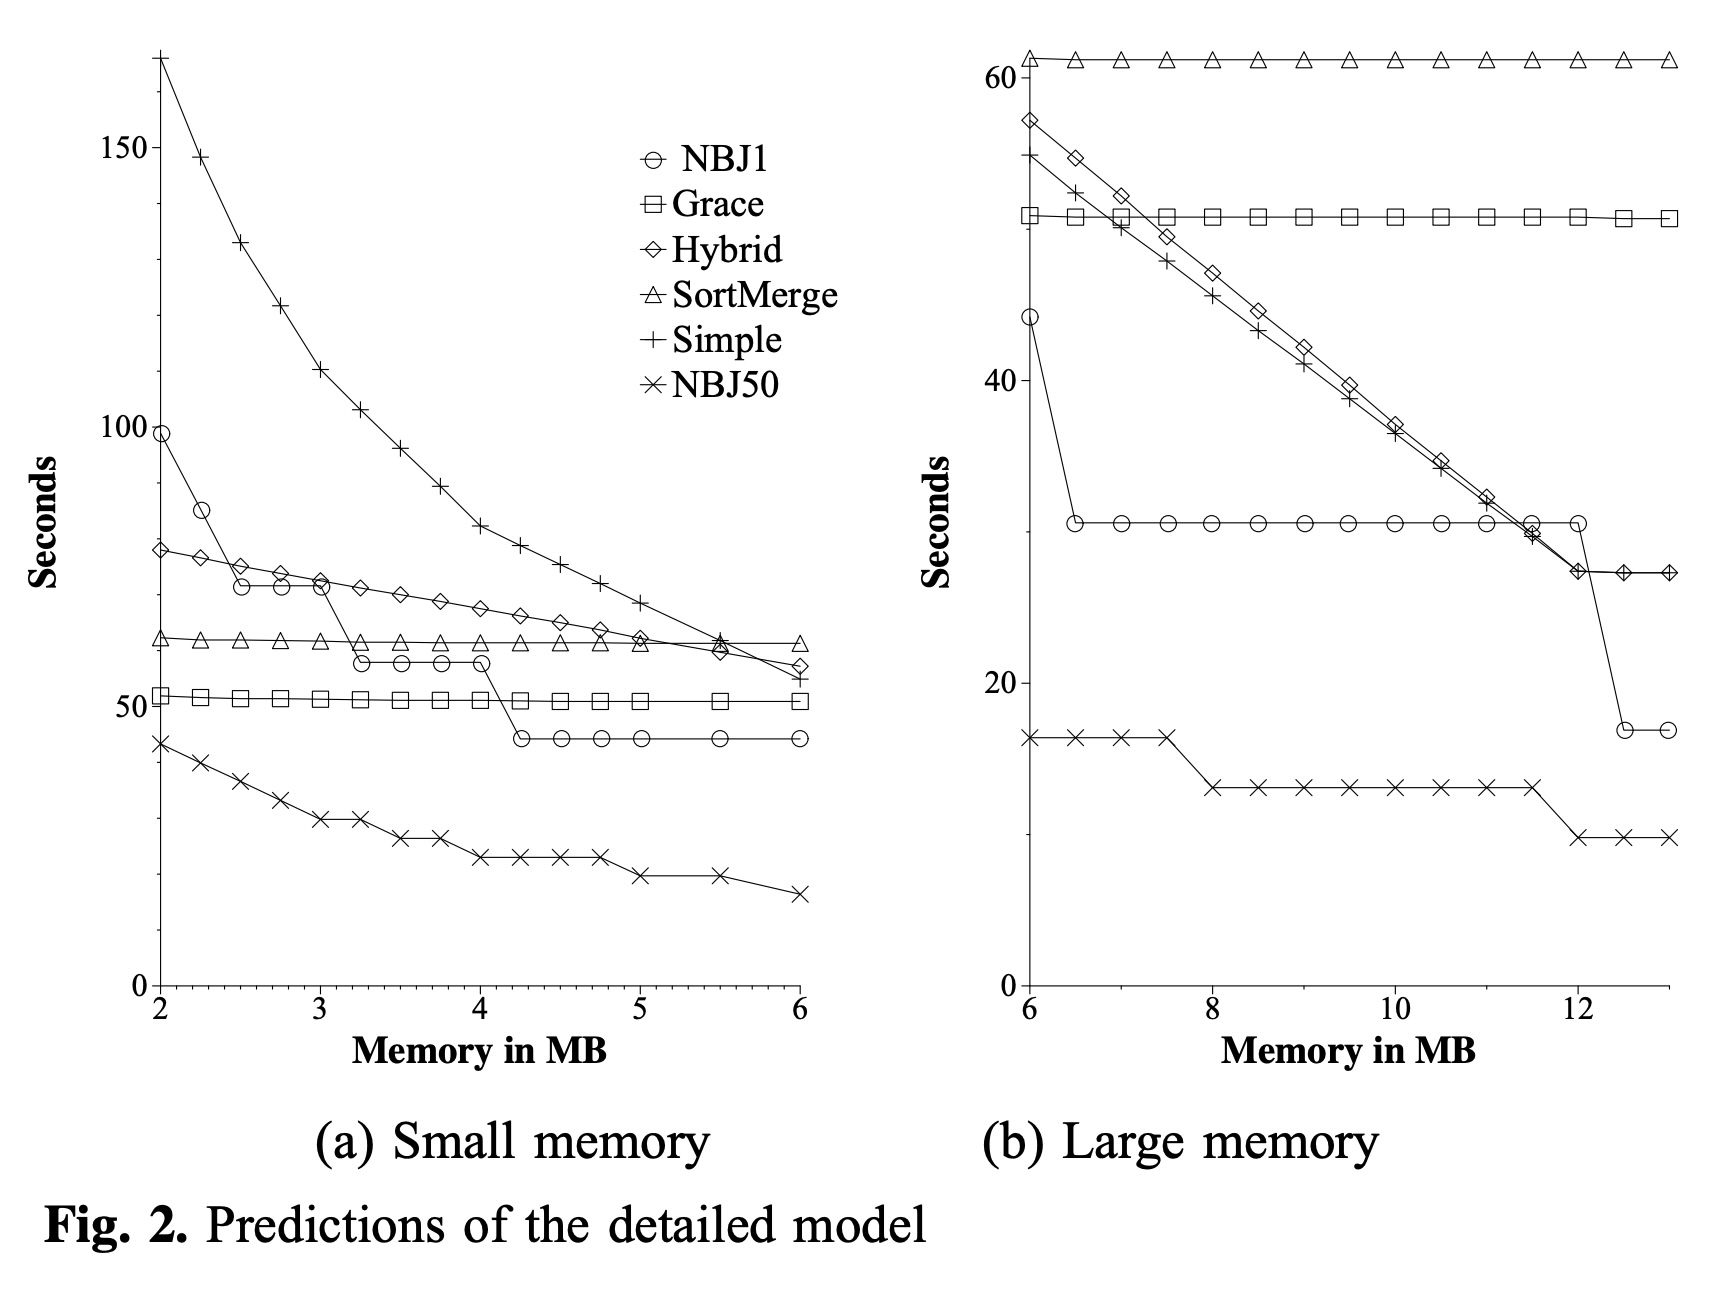 150
100
50
0
Seconds
2 3 4 5 6
Memory in MB
NBJ1
Grace
Hybrid
SortMerge
Simple
NBJ50
(a) Small memory
60
40
20
0
Seconds
6 8 10 12
Memory in MB
(b) Large memory
Fig. 2. Predictions of the detailed model